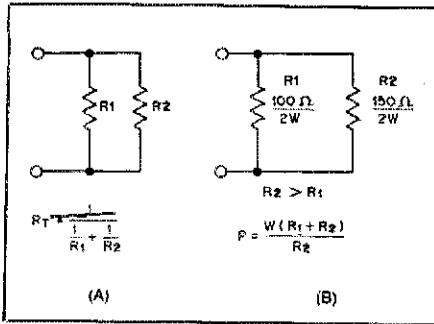 R1
R2
R1
100 Ω
2W
R2
150 Ω
2W
R2 > R1
RT = 1 / (1/R1 + 1/R2)
P = W (R1 + R2) / R2
(A)
(B)